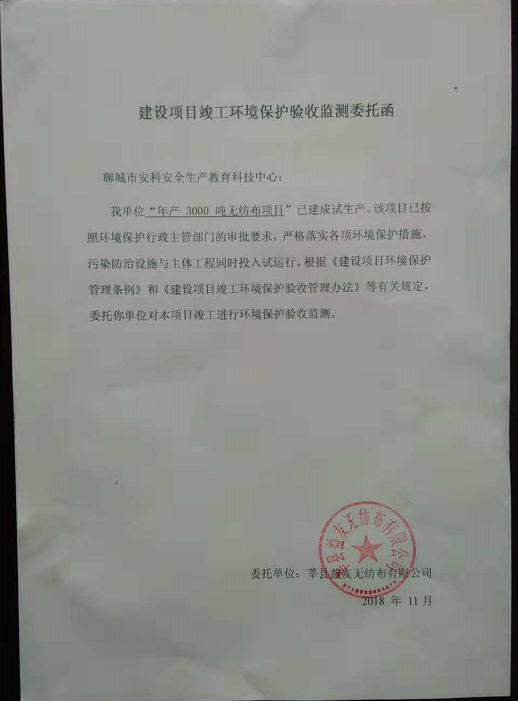 建设项目竣工环境保护验收监测委托函
聊城市安科安全生产教育科技中心:
我单位“年产 3000 吨无纺布项目”已建成试生产。该项目已按
照环境保护行政主管部门的审批要求，严格落实各项环境保护措施，
污染防治设施与主体工程同时投入试运行。根据《建设项目环境保护
管理条例》和《建设项目竣工环境保护验收管理办法》等有关规定，
委托你单位对本项目竣工进行环境保护验收监测。
莘县益友无纺布有限公司
委托单位：莘县益友无纺布有限公司
2018 年 11月